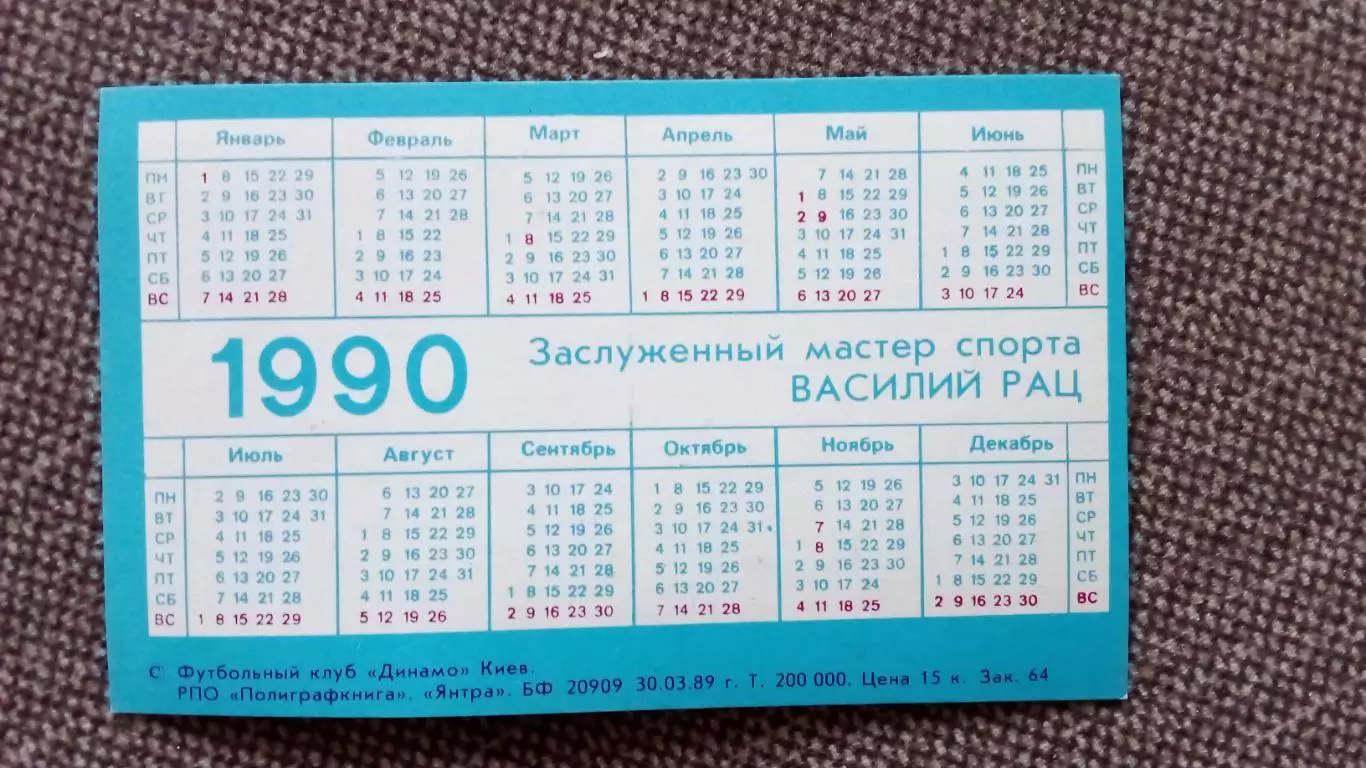 Январь Февраль Март Апрель Май Июнь
ПН 1 8 15 22 29 5 12 19 26 5 12 19 26 2 9 16 23 30 7 14 21 28 4 11 18 25 ПН
ВТ 2 9 16 23 30 6 13 20 27 6 13 20 27 3 10 17 24 1 8 15 22 29 5 12 19 26 ВТ
СР 3 10 17 24 31 7 14 21 28 7 14 21 28 4 11 18 25 2 9 16 23 30 6 13 20 27 СР
ЧТ 4 11 18 25 1 8 15 22 1 8 15 22 29 5 12 19 26 3 10 17 24 31 7 14 21 28 ЧТ
ПТ 5 12 19 26 2 9 16 23 2 9 16 23 30 6 13 20 27 4 11 18 25 1 8 15 22 29 ПТ
СБ 6 13 20 27 3 10 17 24 3 10 17 24 31 7 14 21 28 5 12 19 26 2 9 16 23 30 СБ
ВС 7 14 21 28 4 11 18 25 4 11 18 25 1 8 15 22 29 6 13 20 27 3 10 17 24 ВС
1990
Заслуженный мастер спорта
ВАСИЛИЙ РАЦ
Июль Август Сентябрь Октябрь Ноябрь Декабрь
ПН 2 9 16 23 30 6 13 20 27 3 10 17 24 1 8 15 22 29 5 12 19 26 3 10 17 24 31 ПН
ВТ 3 10 17 24 31 7 14 21 28 4 11 18 25 2 9 16 23 30 6 13 20 27 4 11 18 25 ВТ
СР 4 11 18 25 1 8 15 22 29 5 12 19 26 3 10 17 24 31 7 14 21 28 5 12 19 26 СР
ЧТ 5 12 19 26 2 9 16 23 30 6 13 20 27 4 11 18 25 1 8 15 22 29 6 13 20 27 ЧТ
ПТ 6 13 20 27 3 10 17 24 31 7 14 21 28 5 12 19 26 2 9 16 23 30 7 14 21 28 ПТ
СБ 7 14 21 28 4 11 18 25 1 8 15 22 29 6 13 20 27 3 10 17 24 1 8 15 22 29 СБ
ВС 1 8 15 22 29 5 12 19 26 2 9 16 23 30 7 14 21 28 4 11 18 25 2 9 16 23 30 ВС
© Футбольный клуб «Динамо» Киев.
РПО «Полиграфкнига». «Янтра». БФ 20909 30.03.89 г. Т. 200 000. Цена 15 к. Зак. 64